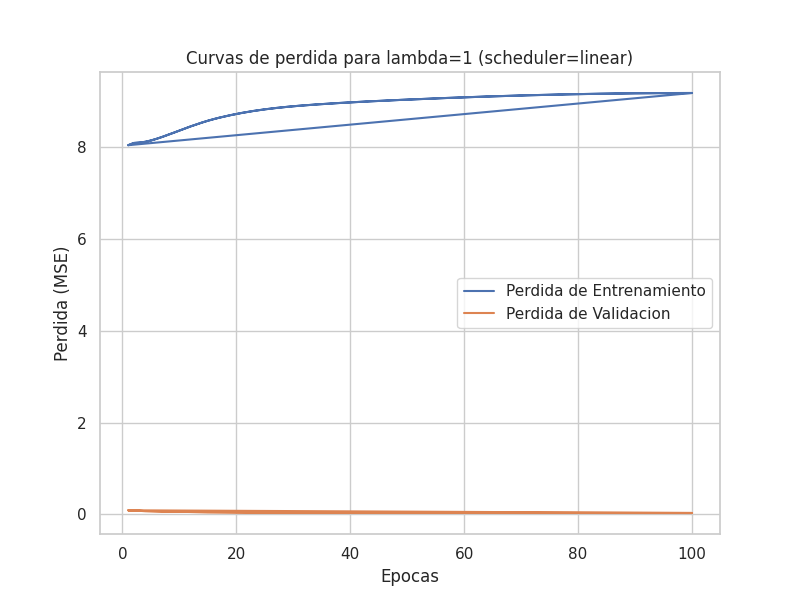 Curvas de perdida para lambda=1 (scheduler=linear)
8
6
4
2
0
Perdida (MSE)
Perdida de Entrenamiento
Perdida de Validacion
0 20 40 60 80 100
Epocas